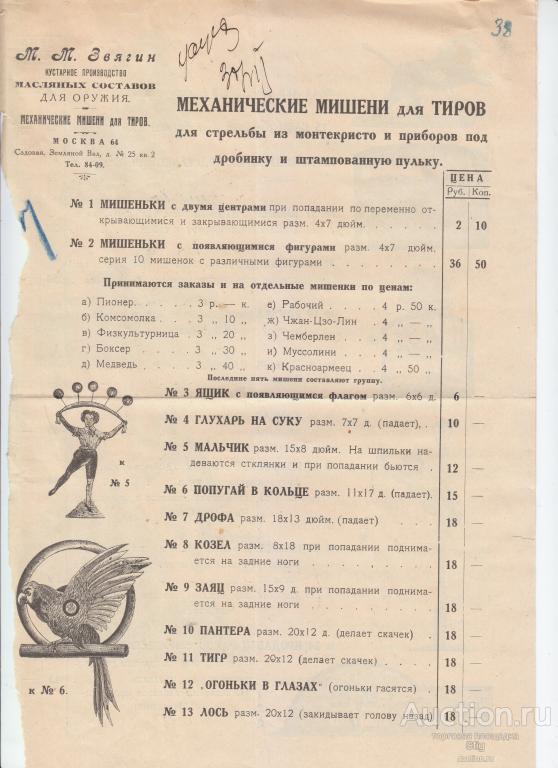 38
М. М. Звягин
КУСТАРНОЕ ПРОИЗВОДСТВО
МАСЛЯНЫХ СОСТАВОВ
ДЛЯ ОРУЖИЯ.
МЕХАНИЧЕСКИЕ МИШЕНИ для ТИРОВ.
МОСКВА 64
Садовая, Земляной Вал, д. № 25 кв. 2
Тел. 84-09.
МЕХАНИЧЕСКИЕ МИШЕНИ для ТИРОВ
для стрельбы из монтекристо и приборов под
дробинку и штампованную пульку.
ЦЕНА
Руб. Коп.
№ 1 МИШЕНЬКИ с двумя центрами при попадании по переменно от-
крывающимися и закрывающимися разм. 4х7 дюйм. 2 10
№ 2 МИШЕНЬКИ с появляющимися фигурами разм. 4х7 дюйм,
серия 10 мишенок с различными фигурами . . . . . . . . 36 50
Принимаются заказы и на отдельные мишенки по ценам:
а) Пионер. . . . . 3 р. — к. е) Рабочий . . . . . 4 р. 50 к.
б) Комсомолка . . 3 „ 10 „ ж) Чжан-Цзо-Лин . 4 „ — „
в) Физкультурница . 3 „ 20 „ з) Чемберлен . . . 4 „ — „
г) Боксер . . . . 3 „ 30 „ и) Муссолини . . . 4 „ — „
д) Медведь . . . . 3 „ 40 „ к) Красноармеец . . 4 „ 50 „
Последние пять мишени составляют группу.
№ 3 ЯЩИК с появляющимся флагом разм. 6х6 д. 6 —
№ 4 ГЛУХАРЬ НА СУКУ разм. 7х7 д. (падает). . 10 —
№ 5 МАЛЬЧИК разм. 15х8 дюйм. На шпильки на-
деваются стклянки и при попадании бьются . 12 —
к
№ 5
№ 6 ПОПУГАЙ В КОЛЬЦЕ разм. 11х17 д. (падает). 15 —
№ 7 ДРОФА разм. 18х13 дюйм. (падает) . . . 18 —
№ 8 КОЗЕЛ разм. 8х18 при попадании поднима-
ется на задние ноги . . . . . . . . . 18 —
№ 9 ЗАЯЦ разм. 15х9 д. при попадании поднима-
ется на задние ноги . . . . . . . . . 18 —
№ 10 ПАНТЕРА разм. 20х12 д. (делает скачек) . 18 —
№ 11 ТИГР разм. 20х12 (делает скачек) . . . . 18 —
№ 12 „ОГОНЬКИ В ГЛАЗАХ“ (огоньки гасятся) . 18 —
к № 6.
№ 13 ЛОСЬ разм. 20х12 (закидывает голову назад) 18 —
Auction.ru
торговая площадка
Auction.ru